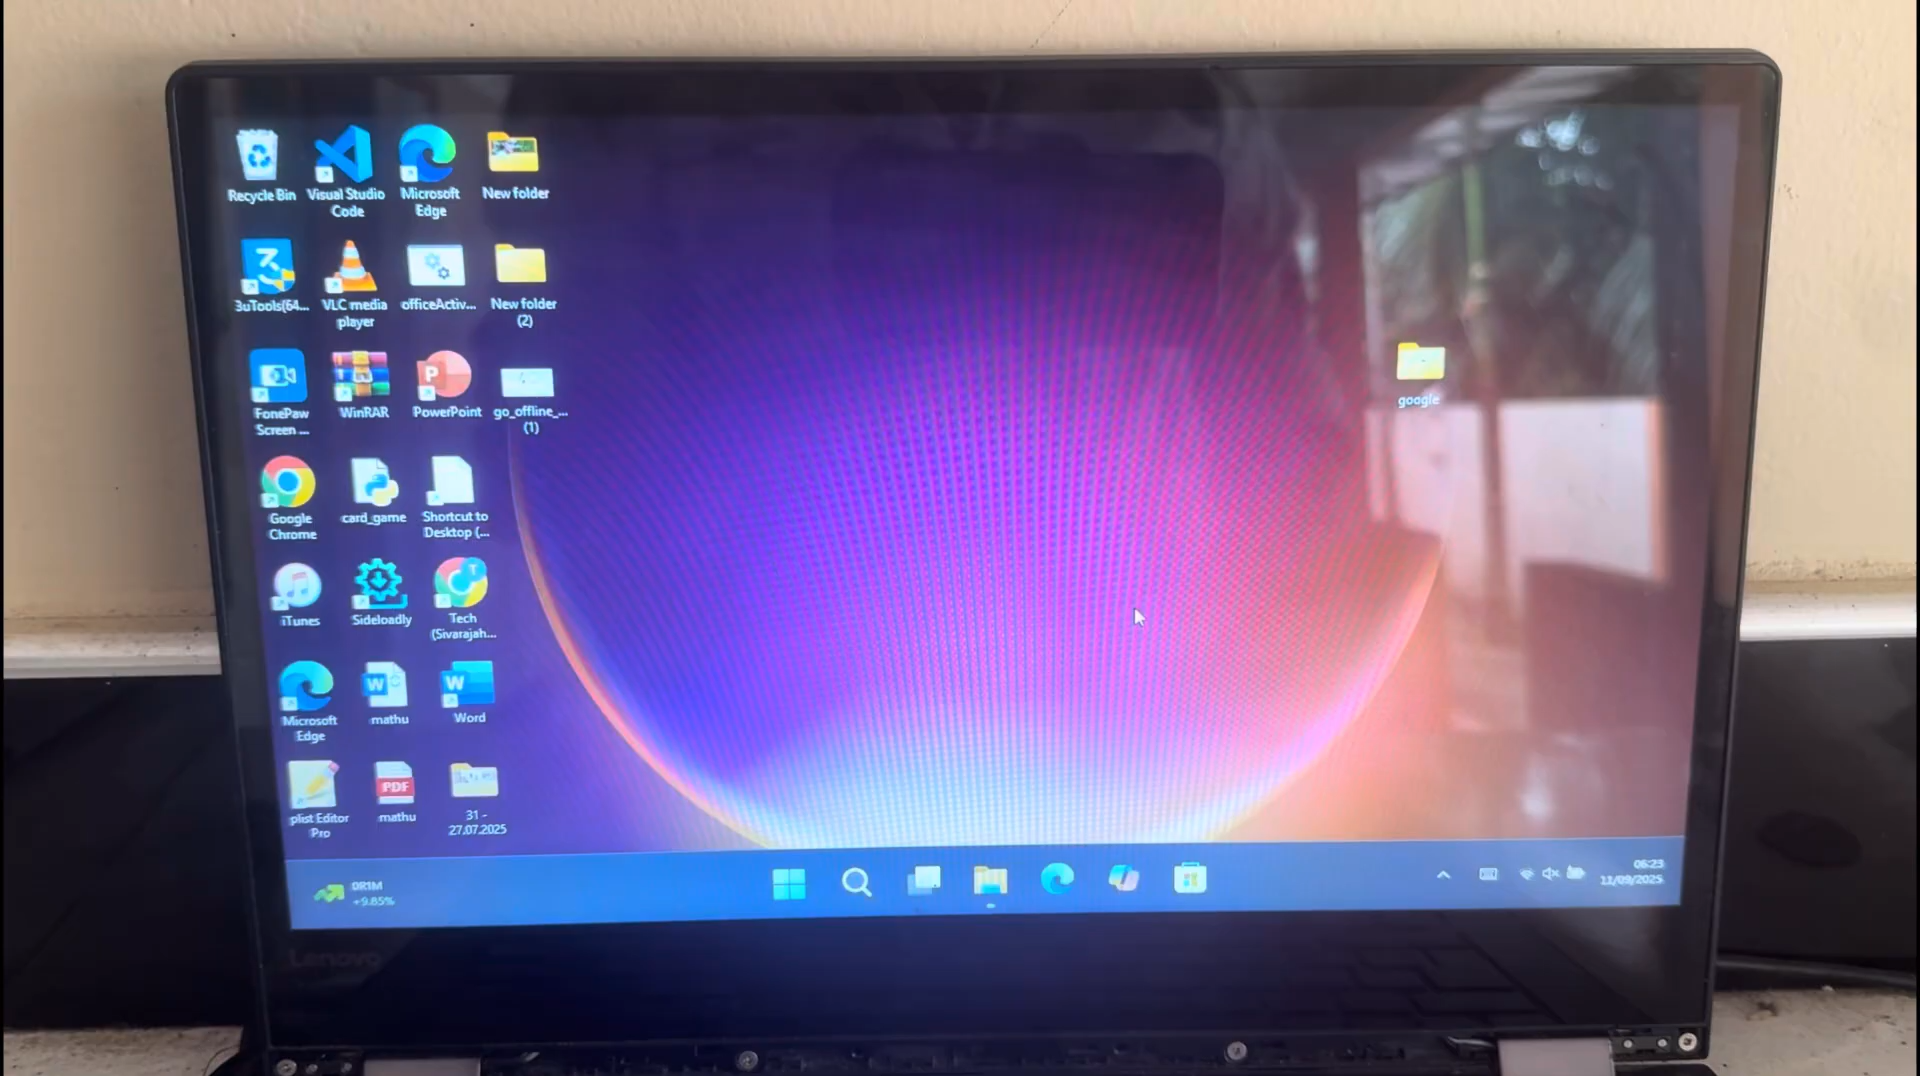 Recycle Bin
Visual Studio
Code
Microsoft
Edge
New folder
3uTools(64...
VLC media
player
officeActiv...
New folder
(2)
FonePaw
Screen ...
WinRAR
PowerPoint
go_offline_...
(1)
google
Google
Chrome
card_game
Shortcut to
Desktop (...
iTunes
Sideloadly
Tech
(Sivarajah...
Microsoft
Edge
mathu
Word
plist Editor
Pro
PDF
mathu
31 -
27.07.2025
0R1M
+9.85%
06:23
11/09/2025
Lenovo